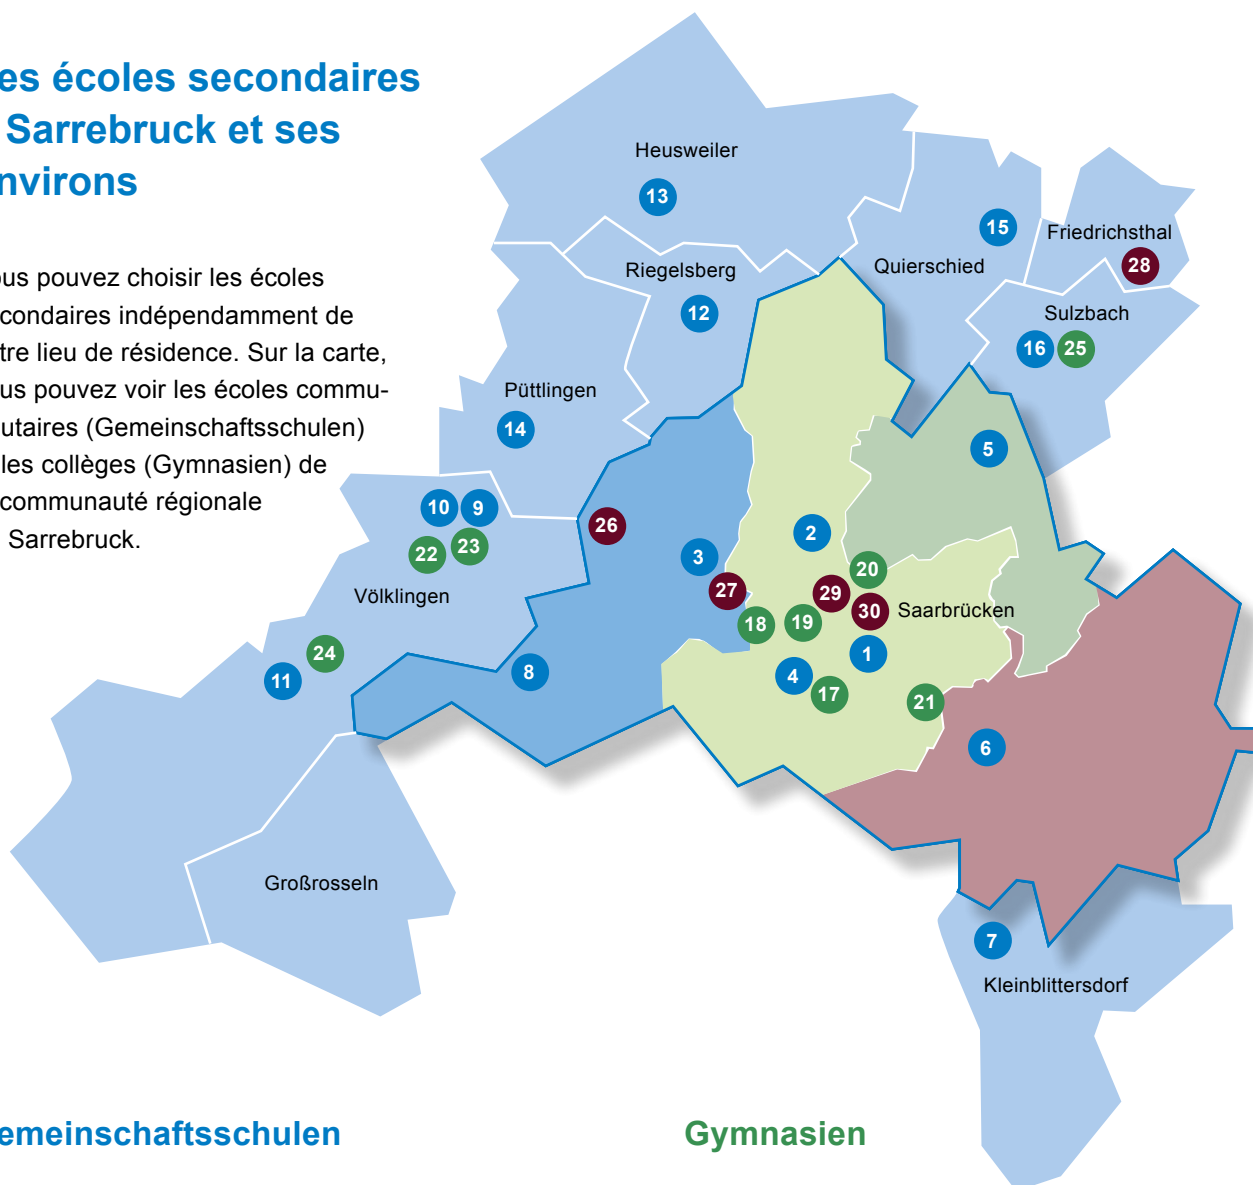 es écoles secondaires
Sarrebruck et ses
nvirons
ous pouvez choisir les écoles
condaires indépendamment de
tre lieu de résidence. Sur la carte,
us pouvez voir les écoles commu-
utaires (Gemeinschaftsschulen)
les collèges (Gymnasien) de
communauté régionale
Sarrebruck.
Heusweiler
13
15
Friedrichsthal
28
Riegelsberg
Quierschied
12
Sulzbach
16 25
Püttlingen
14
5
10 9
26
2
22 23
3
20
27
29
Völklingen
30
Saarbrücken
18
19
24
1
11
8
4
17
21
6
Großrosseln
7
Kleinblittersdorf
emeinschaftsschulen
Gymnasien